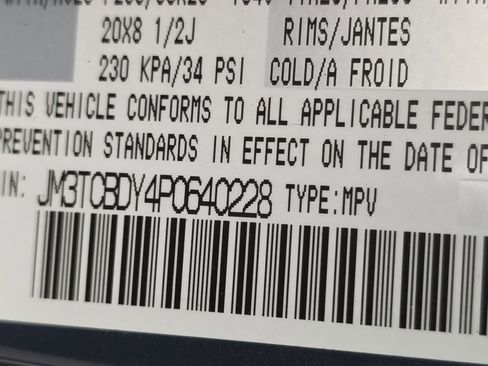 20X8 1/2J RIMS/JANTES
230 KPA/34 PSI COLD/A FROID
THIS VEHICLE CONFORMS TO ALL APPLICABLE FEDER
PREVENTION STANDARDS IN EFFECT ON THE DATE OF
IN: JM3TCBDY4P0640228 TYPE:MPV